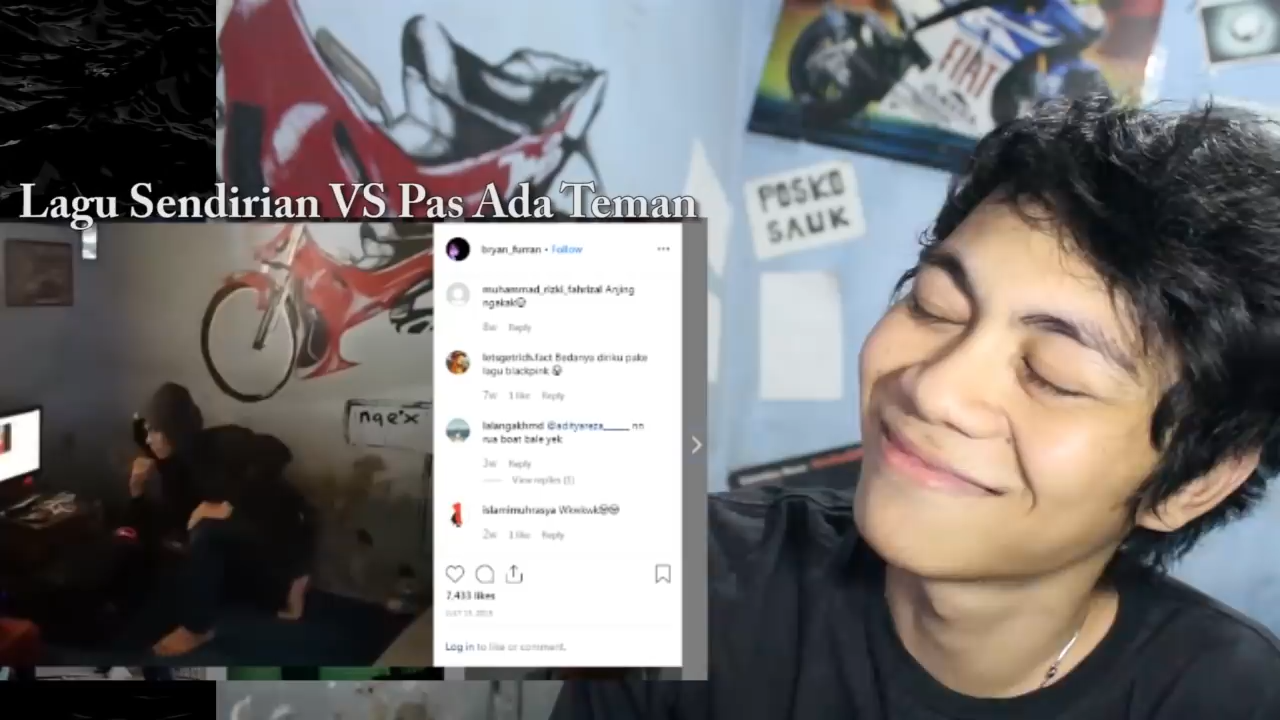 FIAT
POSKO
SAUK
Lagu Sendirian VS Pas Ada Teman
nqe'x
bryan_furran • Follow
muhammad_rizki_fahrizal Anjing
ngakak
8w Reply
letsgetrich.fact Bedanya diriku pake
lagu blackpink
7w 1 like Reply
lalangakhmd @adityareza_____ nn
rua boat bale yek
3w Reply
View replies (1)
islamimuhrasya Wkwkwk
2w 1 like Reply
7,433 likes
Log in to like or comment.